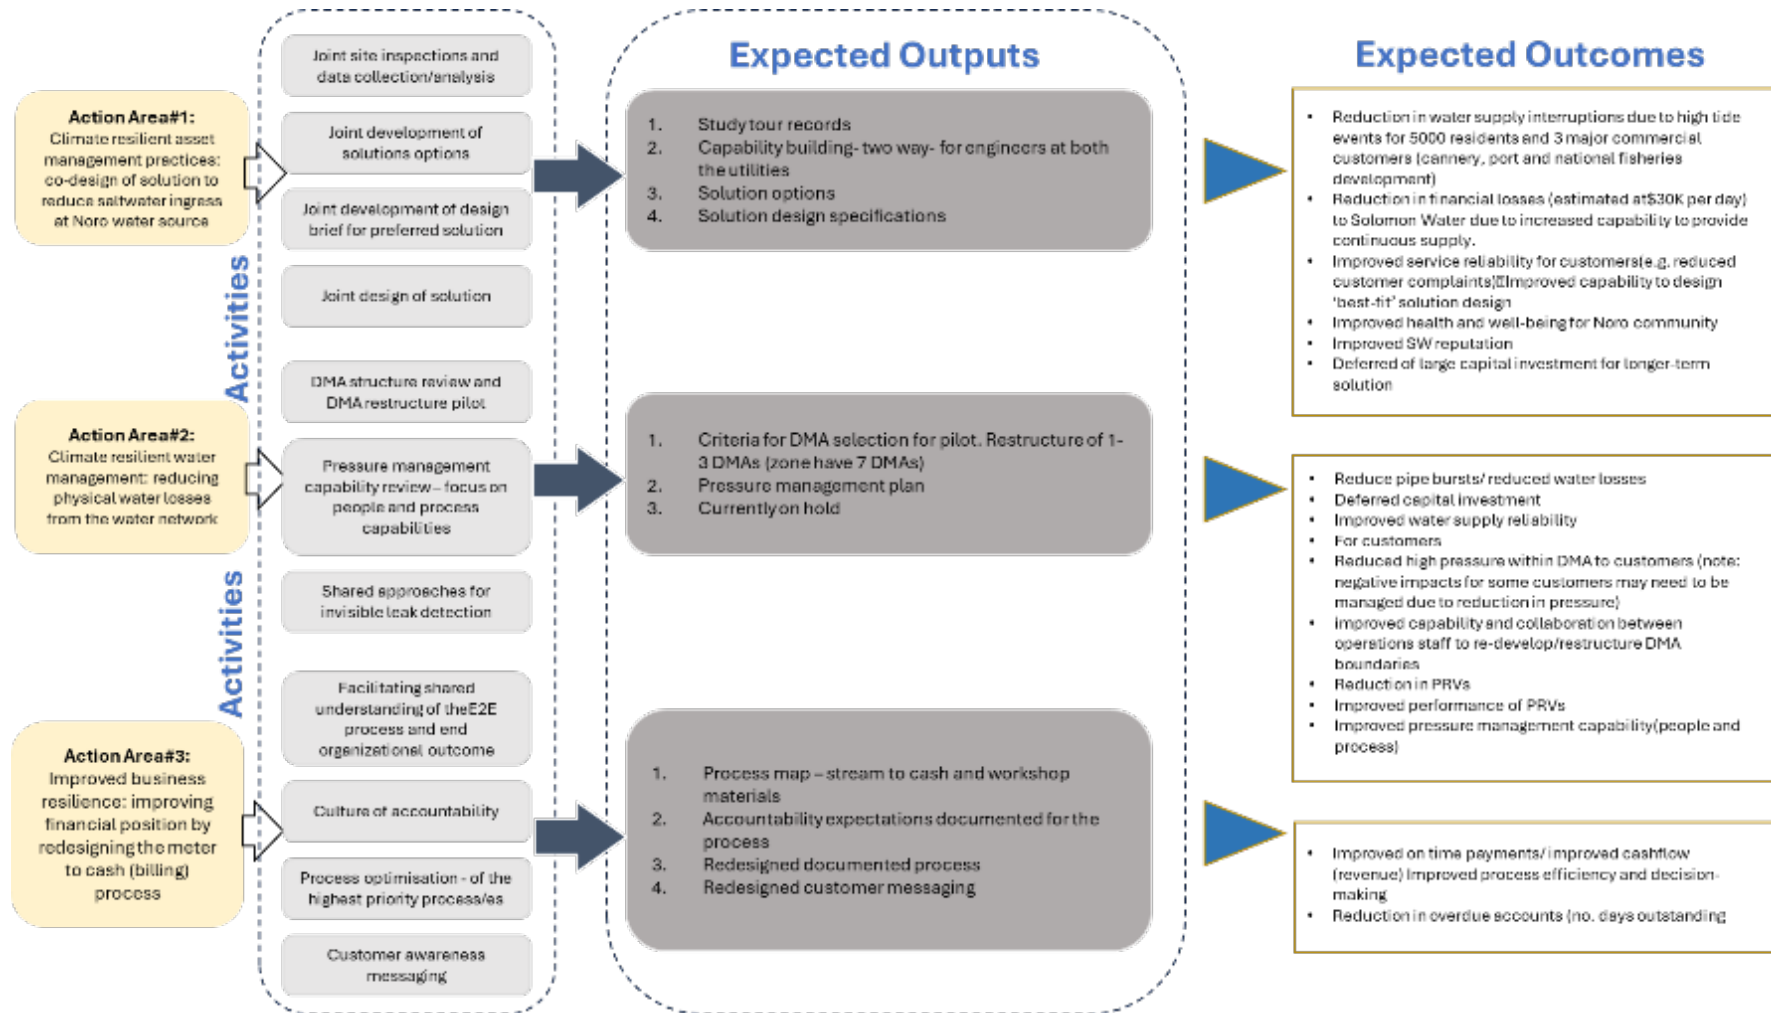 Expected Outputs
Expected Outcomes
Activities
Activities
Action Area#1:
Climate resilient asset
management practices:
co-design of solution to
reduce saltwater ingress
at Noro water source
Joint site inspections and
data collection/analysis
Joint development of
solutions options
Joint development of design
brief for preferred solution
Joint design of solution
1. Study tour records
2. Capability building- two way- for engineers at both
the utilities
3. Solution options
4. Solution design specifications
• Reduction in water supply interruptions due to high tide
events for 5000 residents and 3 major commercial
customers (cannery, port and national fisheries
development)
• Reduction in financial losses (estimated at$30K per day)
to Solomon Water due to increased capability to provide
continuous supply.
• Improved service reliability for customers(e.g. reduced
customer complaints)Improved capability to design
‘best-fit’ solution design
• Improved health and well-being for Noro community
• Improved SW reputation
• Deferred of large capital investment for longer-term
solution
Action Area#2:
Climate resilient water
management: reducing
physical water losses
from the water network
DMA structure review and
DMA restructure pilot
Pressure management
capability review – focus on
people and process
capabilities
Shared approaches for
invisible leak detection
1. Criteria for DMA selection for pilot. Restructure of 1-
3 DMAs (zone have 7 DMAs)
2. Pressure management plan
3. Currently on hold
• Reduce pipe bursts/ reduced water losses
• Deferred capital investment
• Improved water supply reliability
• For customers
• Reduced high pressure within DMA to customers (note:
negative impacts for some customers may need to be
managed due to reduction in pressure)
• improved capability and collaboration between
operations staff to re-develop/restructure DMA
boundaries
• Reduction in PRVs
• Improved performance of PRVs
• Improved pressure management capability(people and
process)
Action Area#3:
Improved business
resilience: improving
financial position by
redesigning the meter
to cash (billing)
process
Facilitating shared
understanding of theE2E
process and end
organizational outcome
Culture of accountability
Process optimisation - of the
highest priority process/es
Customer awareness
messaging
1. Process map – stream to cash and workshop
materials
2. Accountability expectations documented for the
process
3. Redesigned documented process
4. Redesigned customer messaging
• Improved on time payments/ improved cashflow
(revenue) Improved process efficiency and decision-
making
• Reduction in overdue accounts (no. days outstanding